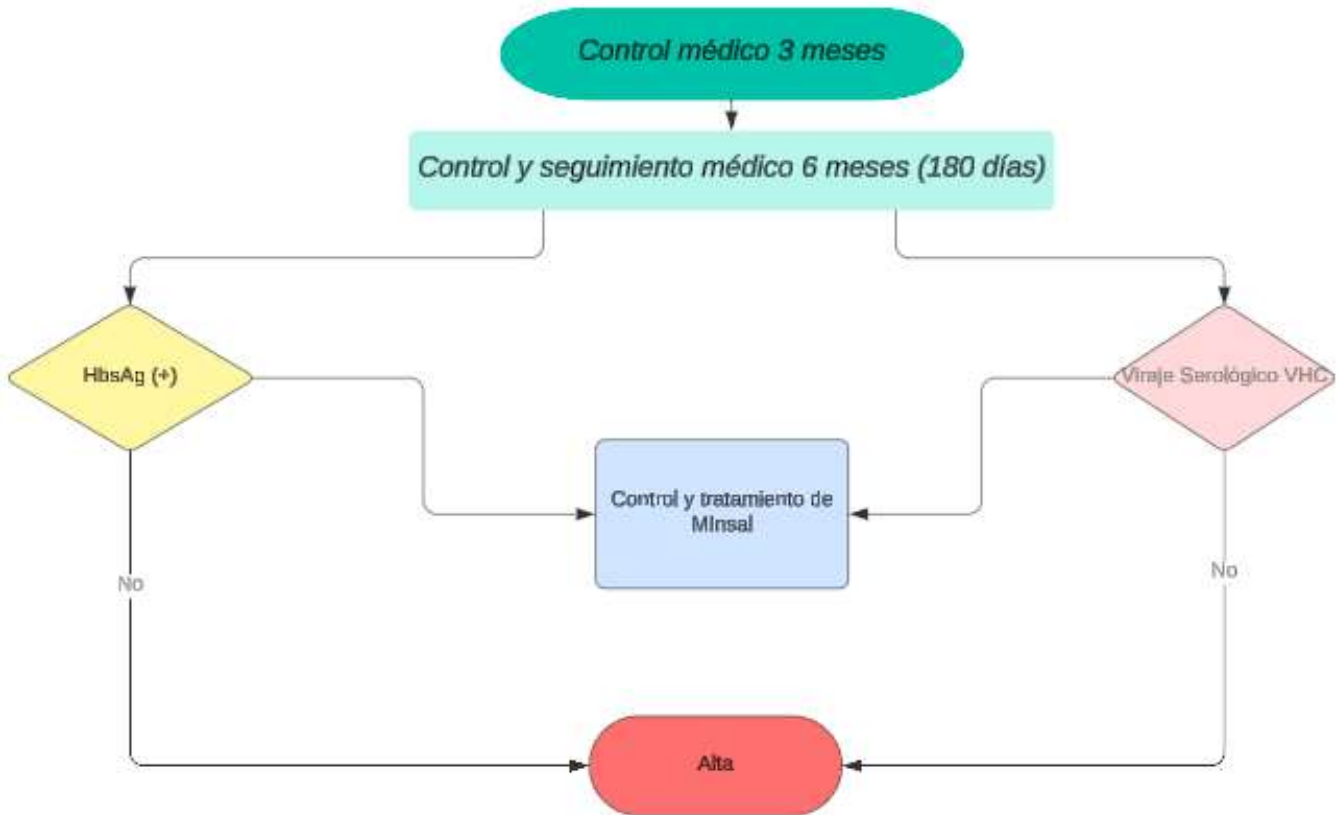 Control médico 3 meses
Control y seguimiento médico 6 meses (180 días)
HbsAg (+)
Viraje Serológico VHC
Control y tratamiento de
MInsal
No
No
Alta